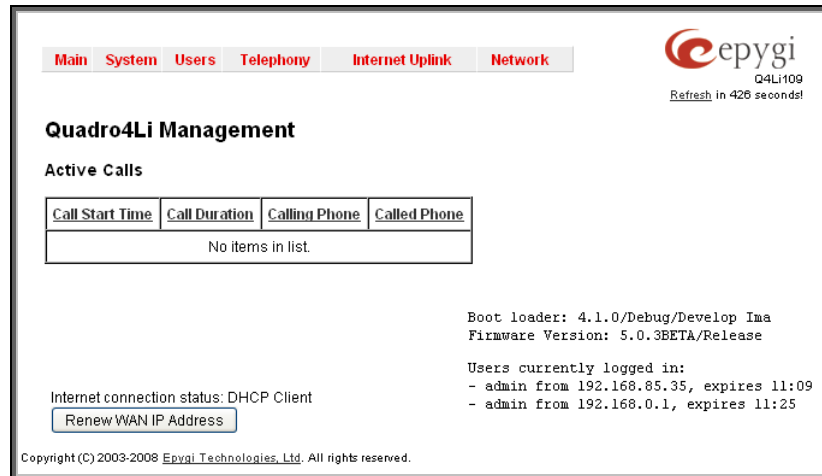 Main System Users Telephony Internet Uplink Network
epygi
Q4Li109
Refresh in 426 seconds!
Quadro4Li Management
Active Calls
Call Start Time Call Duration Calling Phone Called Phone
No items in list.
Boot loader: 4.1.0/Debug/Develop Ima
Firmware Version: 5.0.3BETA/Release
Users currently logged in:
- admin from 192.168.85.35, expires 11:09
- admin from 192.168.0.1, expires 11:25
Internet connection status: DHCP Client
Renew WAN IP Address
Copyright (C) 2003-2008 Epygi Technologies, Ltd. All rights reserved.